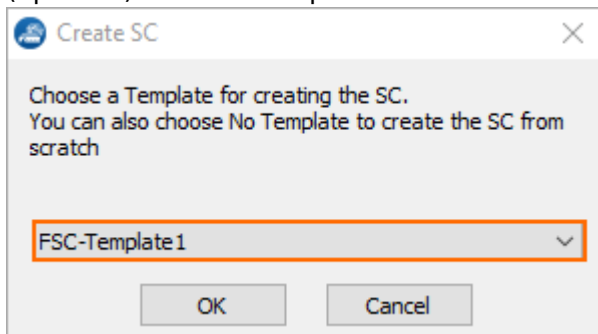 Create SC
Choose a Template for creating the SC.
You can also choose No Template to create the SC from
scratch
FSC-Template1
OK Cancel